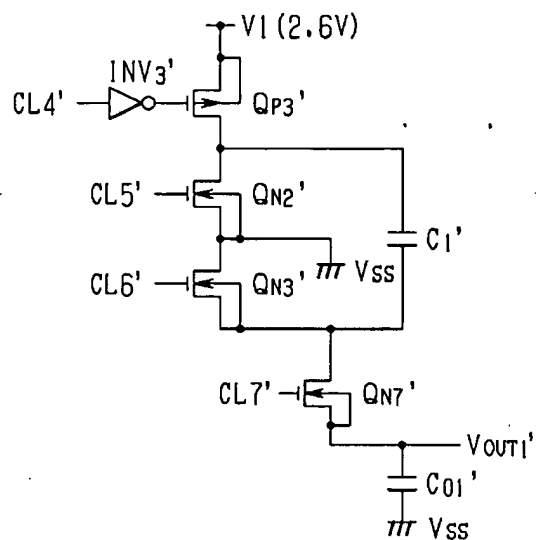 V1(2.6V)
INV3'
CL4'
QP3'
CL5'
QN2'
C1'
VSS
CL6'
QN3'
CL7'
QN7'
VOUT1'
C01'
VSS